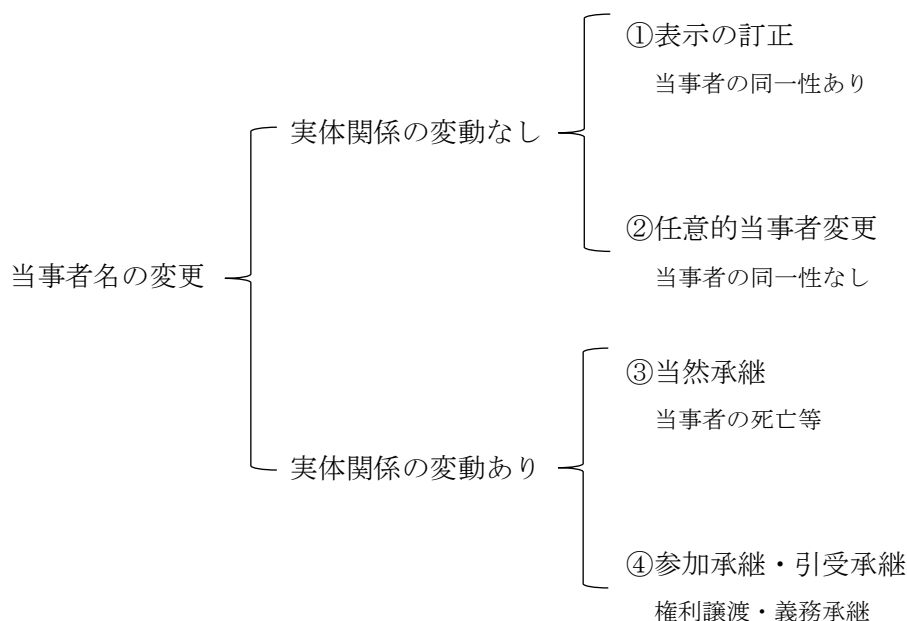 当事者名の変更
実体関係の変動なし
①表示の訂正
当事者の同一性あり
②任意的当事者変更
当事者の同一性なし
実体関係の変動あり
③当然承継
当事者の死亡等
④参加承継・引受承継
権利譲渡・義務承継